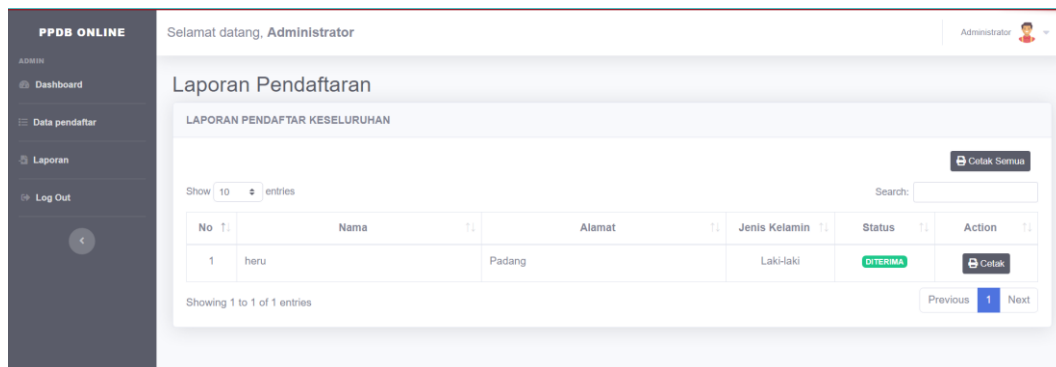 PPDB ONLINE
Selamat datang, Administrator
Administrator
ADMIN
Dashboard
Data pendaftar
Laporan
Log Out
Laporan Pendaftaran
LAPORAN PENDAFTAR KESELURUHAN
Cetak Semua
Show 10 entries
Search:
No Nama Alamat Jenis Kelamin Status Action
1 heru Padang Laki-laki DITERIMA Cetak
Showing 1 to 1 of 1 entries
Previous 1 Next